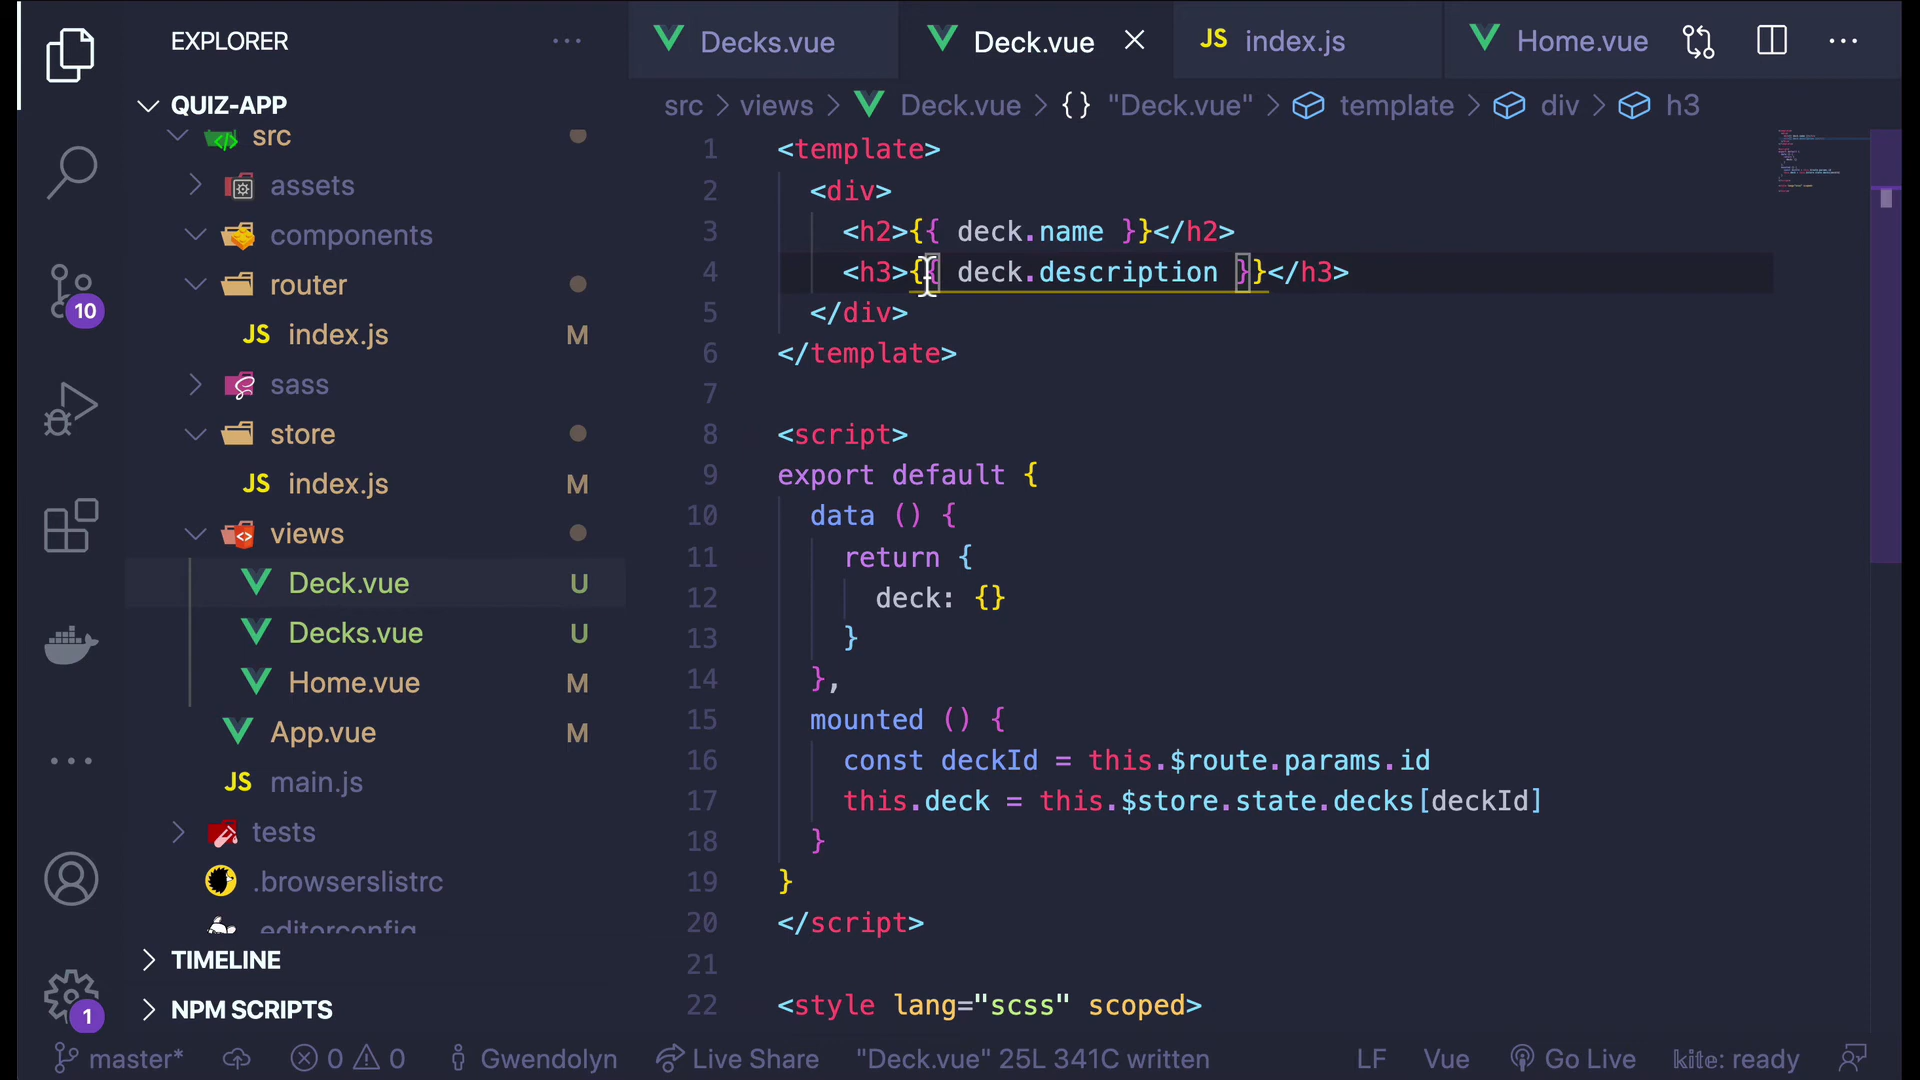 EXPLORER
Decks.vue
Deck.vue
JS index.js
Home.vue
QUIZ-APP
src > views > Deck.vue > {} "Deck.vue" > template > div > h3
src
assets
components
router
JS index.js M
sass
store
JS index.js M
views
Deck.vue U
Decks.vue U
Home.vue M
App.vue M
JS main.js
tests
.browserslistrc
.editorconfig
TIMELINE
NPM SCRIPTS
10
1
1 <template>
2 <div>
3 <h2>{{ deck.name }}</h2>
4 <h3>{{ deck.description }}</h3>
5 </div>
6 </template>
7
8 <script>
9 export default {
10 data () {
11 return {
12 deck: {}
13 }
14 },
15 mounted () {
16 const deckId = this.$route.params.id
17 this.deck = this.$store.state.decks[deckId]
18 }
19 }
20 </script>
21
22 <style lang="scss" scoped>
master* 0 0 Gwendolyn Live Share "Deck.vue" 25L 341C written LF Vue Go Live kite: ready